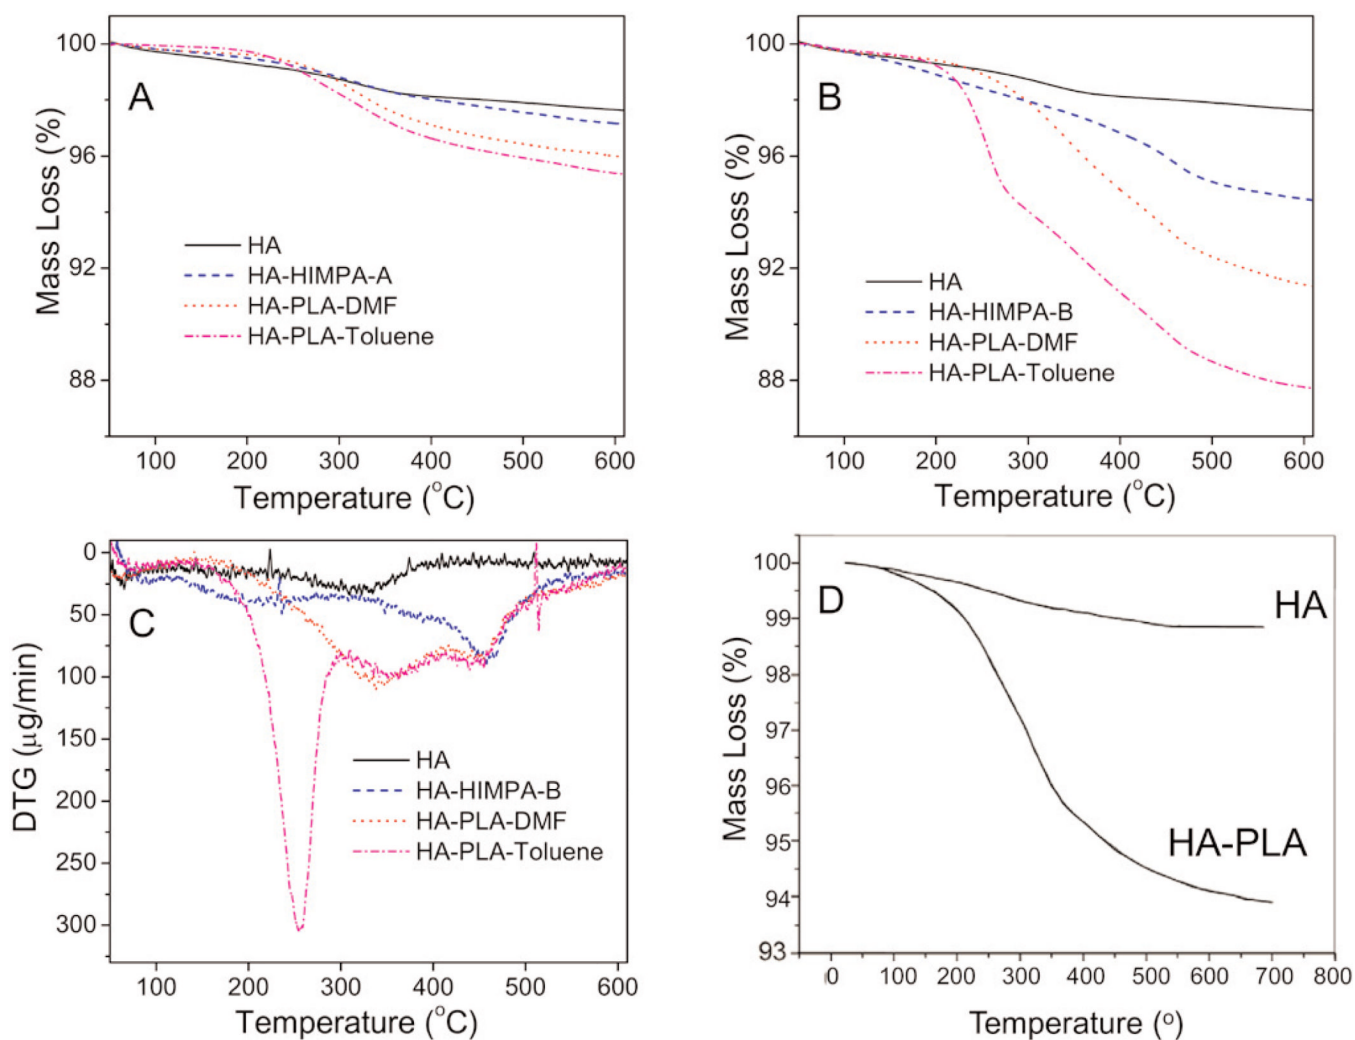 100
96
92
88
Mass Loss (%)
A
HA
HA-HIMPA-A
HA-PLA-DMF
HA-PLA-Toluene
100 200 300 400 500 600
Temperature (°C)
100
96
92
88
Mass Loss (%)
B
HA
HA-HIMPA-B
HA-PLA-DMF
HA-PLA-Toluene
100 200 300 400 500 600
Temperature (°C)
0
50
100
150
200
250
300
DTG (μg/min)
C
HA
HA-HIMPA-B
HA-PLA-DMF
HA-PLA-Toluene
100 200 300 400 500 600
Temperature (°C)
100
99
98
97
96
95
94
93
Mass Loss (%)
D
HA
HA-PLA
0 100 200 300 400 500 600 700 800
Temperature (°)